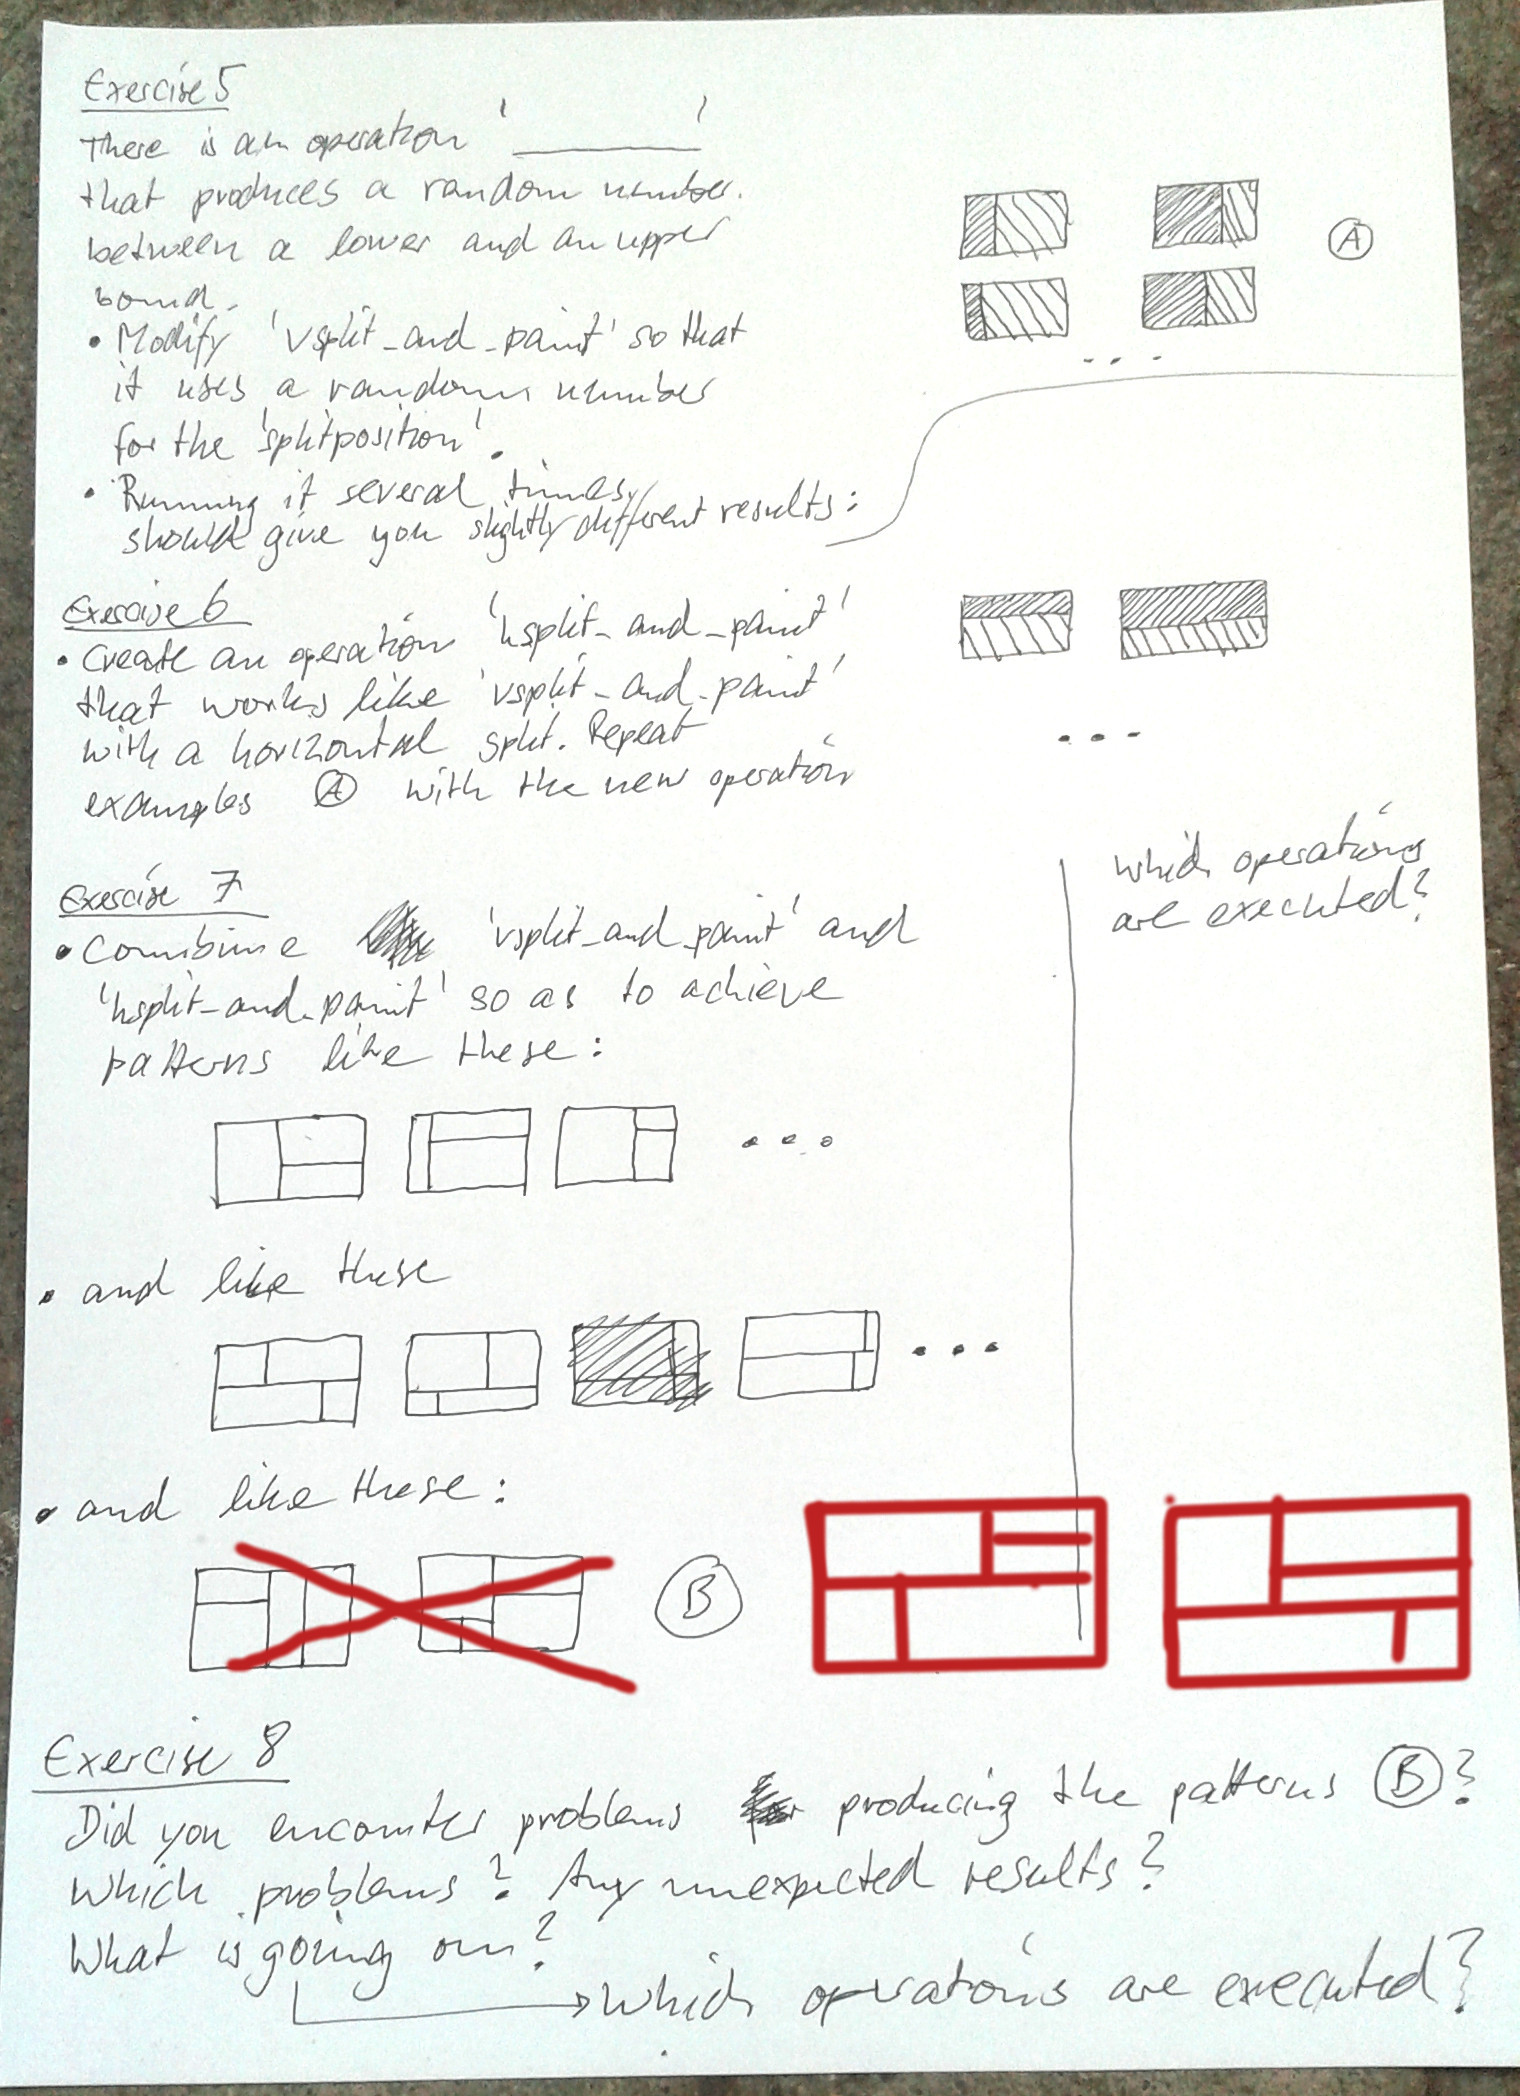 Exercise 5
There is an operation '________'
that produces a random number.
between a lower and an upper
bound.
• Modify 'vsplit_and_paint' so that
it uses a random number
for the 'splitposition'.
• Running it several times,
should give you slightly different results:
A
...
Exercise 6
• Create an operation 'hsplit_and_paint'
that works like 'vsplit_and_paint'
with a horizontal split. Repeat
examples A with the new operation
...
Exercise 7
• Combine 'vsplit_and_paint' and
'hsplit_and_paint' so as to achieve
patterns like these:
...
• and like these
...
• and like these:
B
which operations
are executed?
Exercise 8
Did you encounter problems producing the patterns B?
Which problems? Any unexpected results?
What is going on?
which operations are executed?